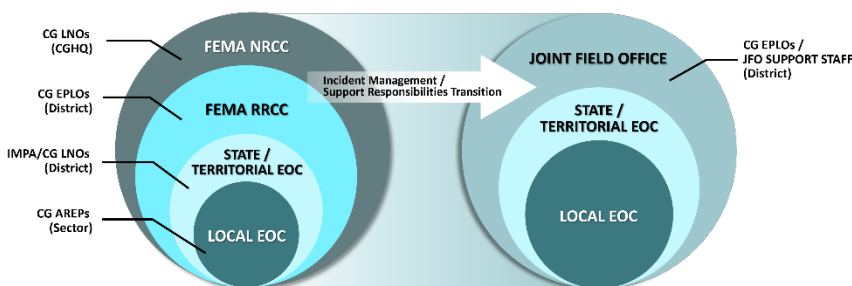 CG LNOs
(CGHQ)
FEMA NRCC
CG EPLOs
(District)
FEMA RRCC
IMPA/CG LNOs
(District)
STATE /
TERRITORIAL EOC
CG AREPs
(Sector)
LOCAL EOC
Incident Management /
Support Responsibilities Transition
JOINT FIELD OFFICE
CG EPLOs /
JFO SUPPORT STAFF
(District)
STATE /
TERRITORIAL EOC
LOCAL EOC